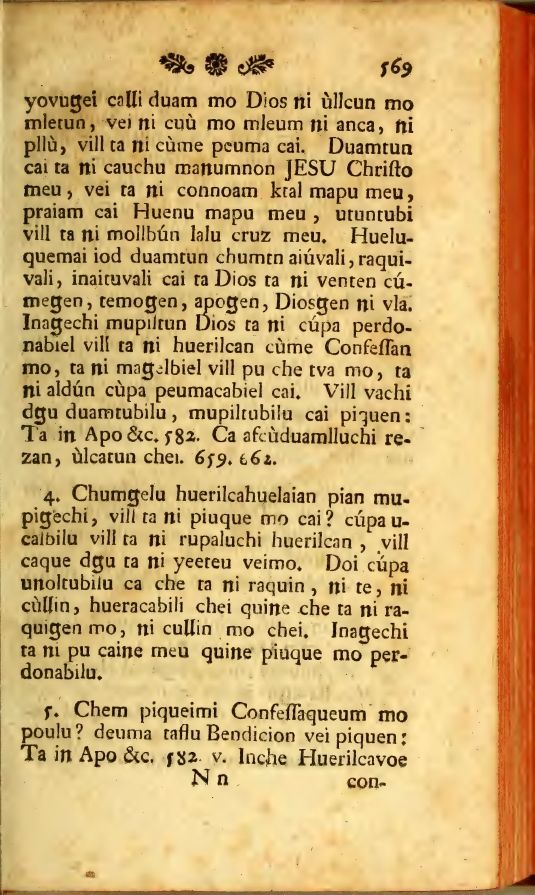 569
yovugei calli duam mo Dios ni ùllcun mo
mletun, vei ni cuù mo mleum ni anca, ni
pllù, vill ta ni cùme peuma cai. Duamtun
cai ta ni cauchu manumnon JESU Chriſto
meu, vei ta ni connoam ktal mapu meu,
praiam cai Huenu mapu meu, utuntubi
vill ta ni mollbún lalu cruz meu. Huelu-
quemai iod duamtun chumtn aiúvali, raqui-
vali, inaituvali cai ta Dios ta ni venten cú-
megen, temogen, apogen, Diosgen ni vla.
Inagechi mupiltun Dios ta ni cúpa perdo-
nabiel vill ta ni huerilcan cùme Confeſſan
mo, ta ni magelbiel vill pu che tva mo, ta
ni aldún cùpa peumacabiel cai. Vill vachi
dgu duamtubilu, mupiltubilu cai piquen:
Ta in Apo &c. 582. Ca aſcùduamlluchi re-
zan, ùlcatun chei. 659. 662.
4. Chumgelu huerilcahuelaian pian mu-
pigechi, vill ta ni piuque mo cai? cúpa u-
calbilu vill ta ni rupaluchi huerilcan, vill
caque dgu ta ni yeeteu veimo. Doi cúpa
unoltubilu ca che ta ni raquin, ni te, ni
cùllin, hueracabili chei quine che ta ni ra-
quigen mo, ni cullin mo chei. Inagechi
ta ni pu caine meu quine piuque mo per-
donabilu.
5. Chem piqueimi Confeſſaqueum mo
poulu? deuma taſlu Bendicion vei piquen:
Ta in Apo &c. 582. v. Inche Huerilcavoe
N n
con-